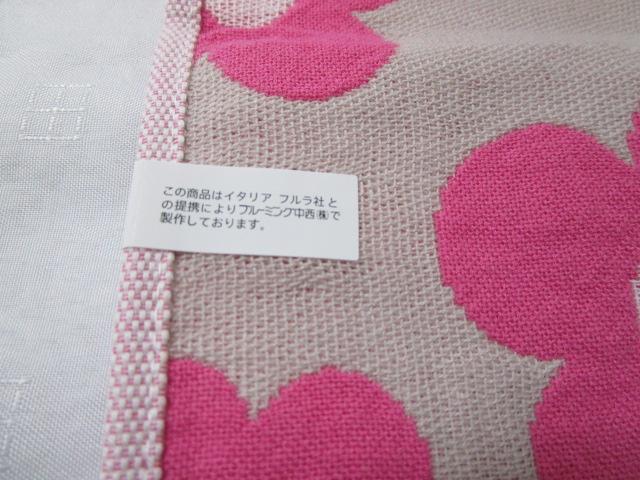 この商品はイタリア フルラ社と
の提携によりブルーミング中西㈱で
製作しております。